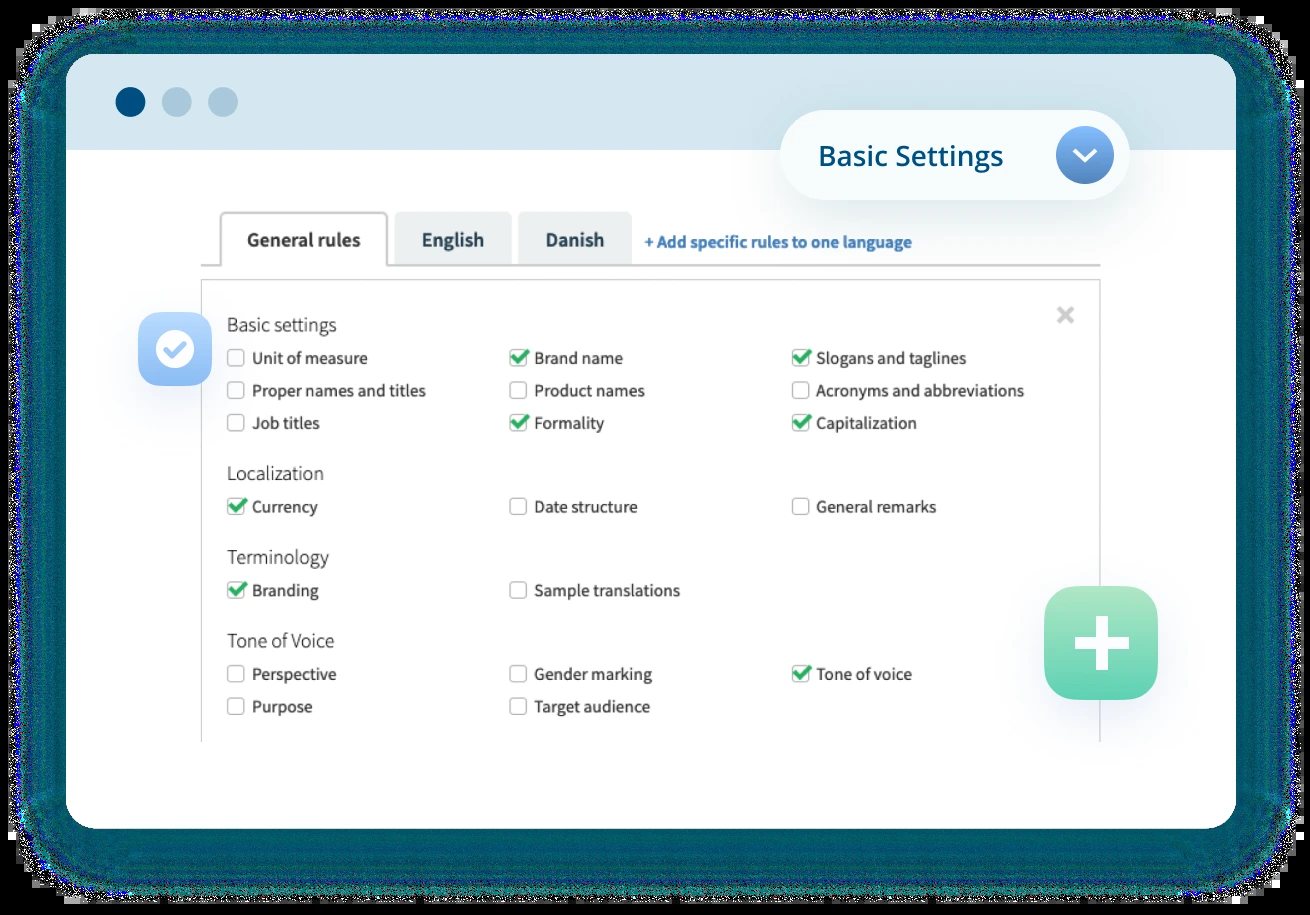 Basic Settings
General rules English Danish + Add specific rules to one language
Basic settings
Unit of measure Brand name Slogans and taglines
Proper names and titles Product names Acronyms and abbreviations
Job titles Formality Capitalization
Localization
Currency Date structure General remarks
Terminology
Branding Sample translations
Tone of Voice
Perspective Gender marking Tone of voice
Purpose Target audience